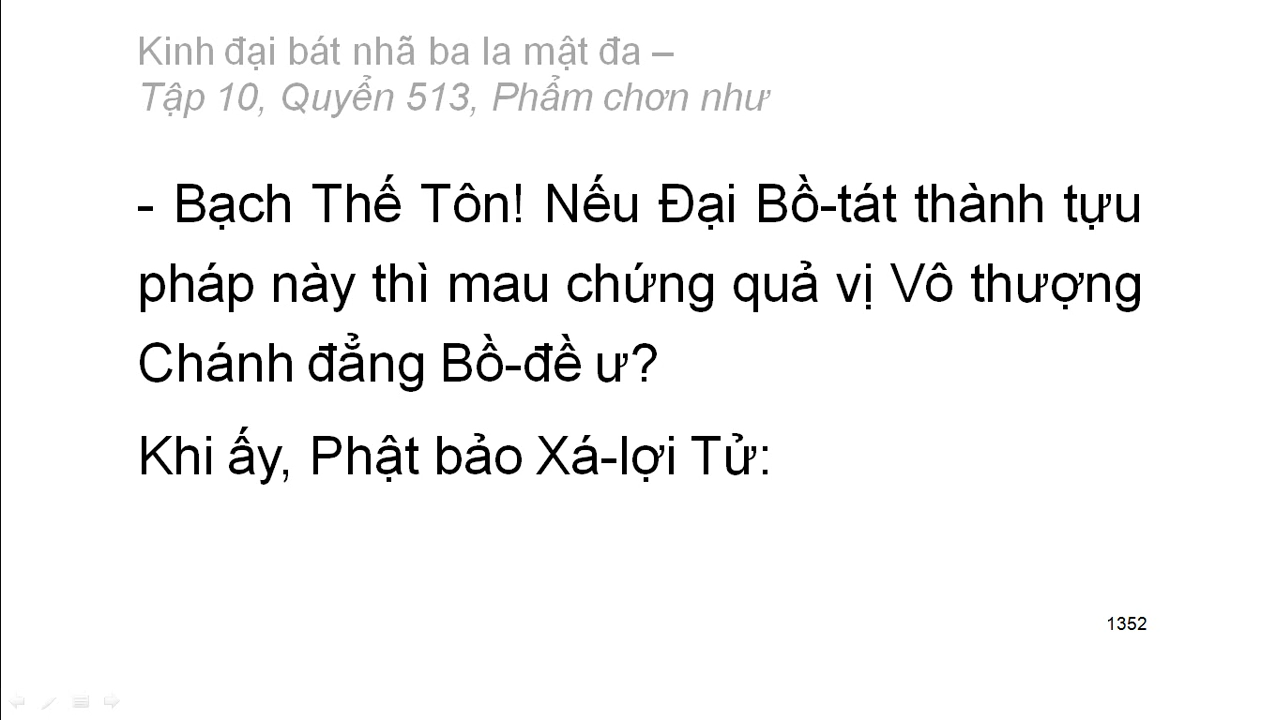 Kinh đại bát nhã ba la mật đa –
Tập 10, Quyển 513, Phẩm chơn như
- Bạch Thế Tôn! Nếu Đại Bồ-tát thành tựu
pháp này thì mau chứng quả vị Vô thượng
Chánh đẳng Bồ-đề ư?
Khi ấy, Phật bảo Xá-lợi Tử:
1352